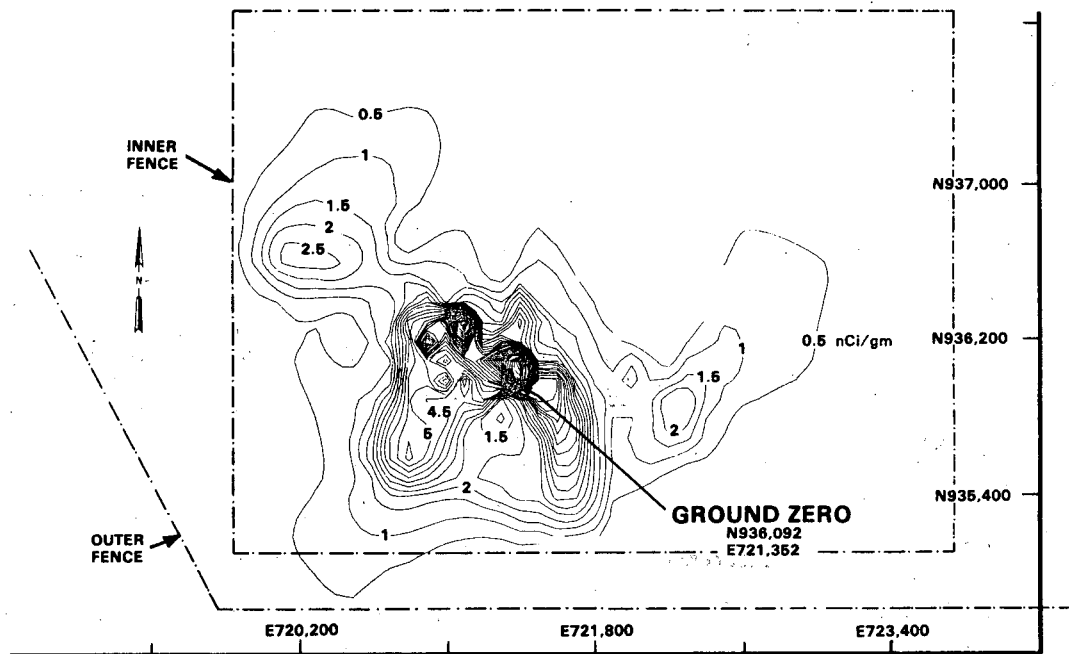 0.5
INNER
FENCE
1
N937,000
1.5
2
2.5
N
N936,200
0.5 nCi/gm
1
1.5
4.5
5
1.5
2
2
N935,400
GROUND ZERO
N936,092
E721,352
1
OUTER
FENCE
E720,200
E721,800
E723,400